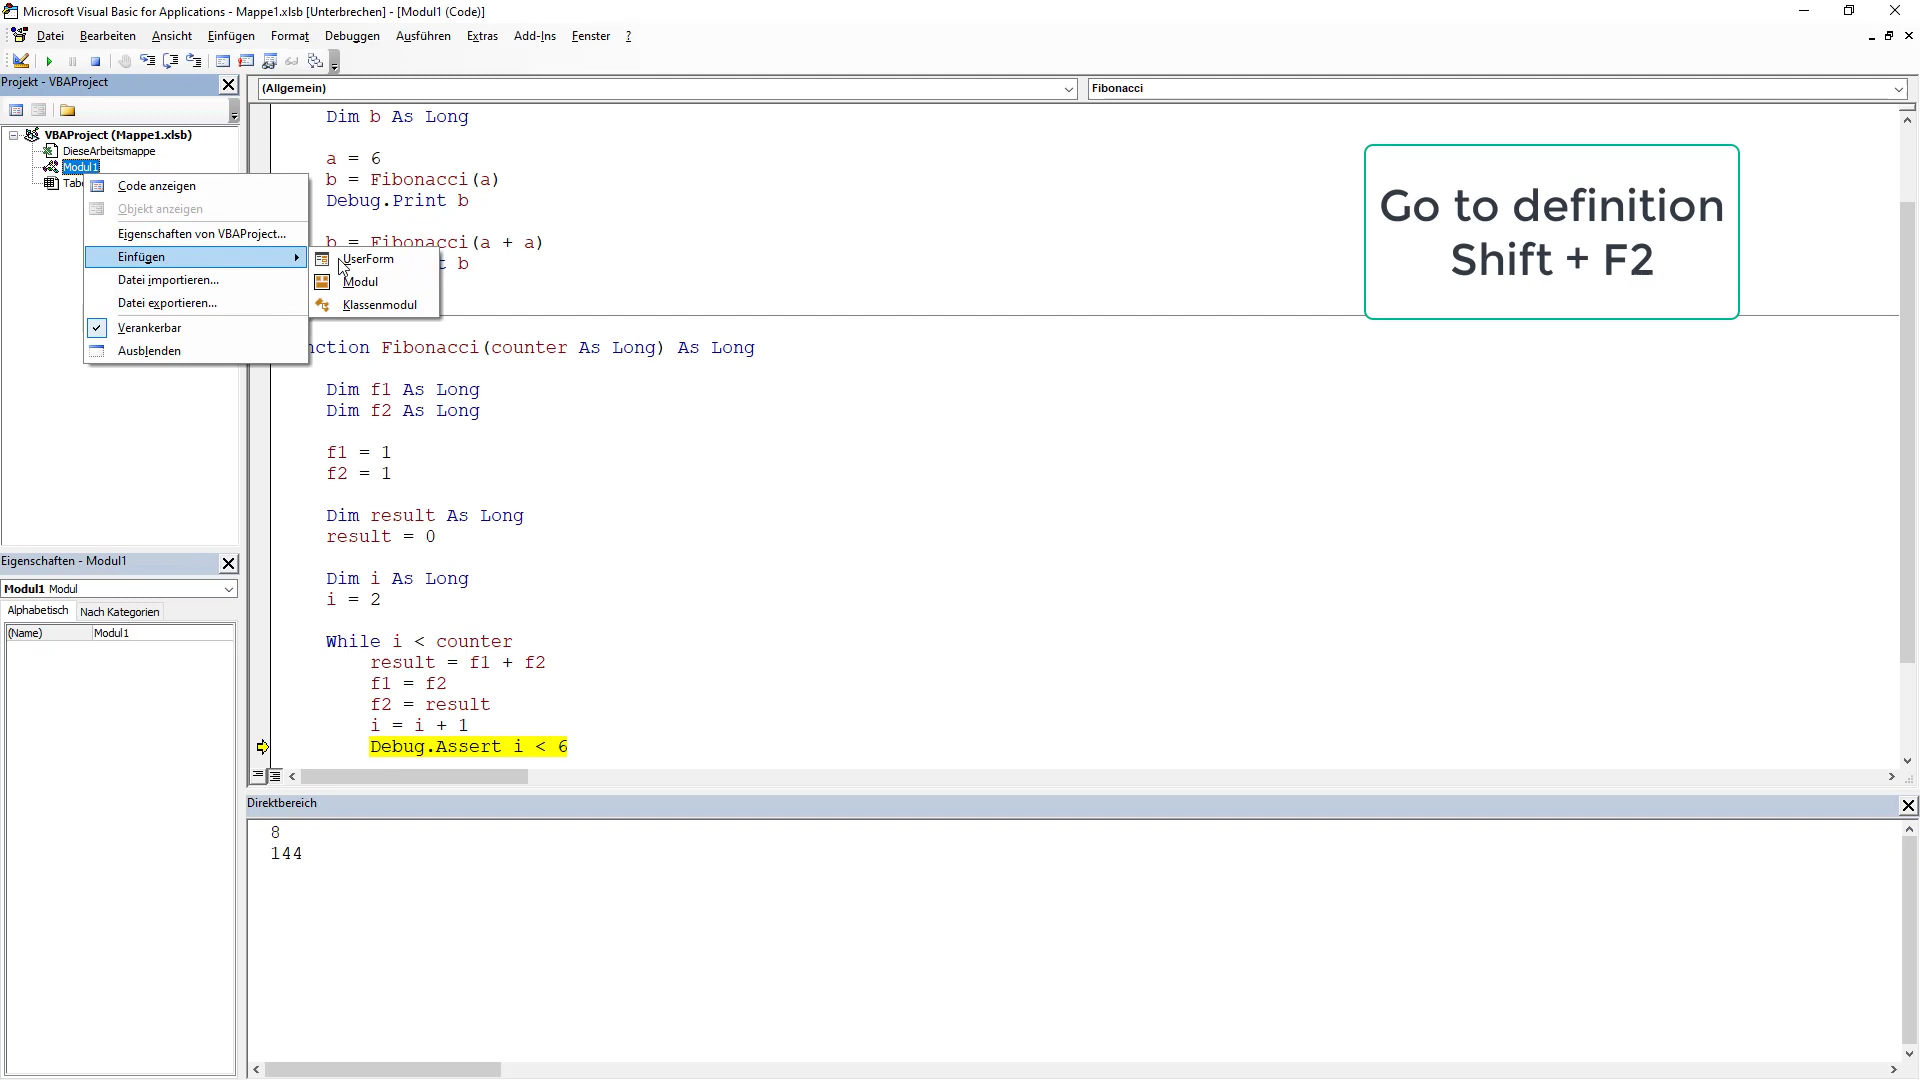 Microsoft Visual Basic for Applications - Mappe1.xlsb [Unterbrechen] - [Modul1 (Code)]
Datei Bearbeiten Ansicht Einfügen Format Debuggen Ausführen Extras Add-Ins Fenster ?
Projekt - VBAProject
VBAProject (Mappe1.xlsb)
DieseArbeitsmappe
Modul1
Tabe
Code anzeigen
Objekt anzeigen
Eigenschaften von VBAProject...
Einfügen
Datei importieren...
Datei exportieren...
Verankerbar
Ausblenden
UserForm
Modul
Klassenmodul
Eigenschaften - Modul1
Modul1 Modul
Alphabetisch Nach Kategorien
(Name) Modul1
(Allgemein) Fibonacci
Dim b As Long
a = 6
b = Fibonacci(a)
Debug.Print b
b = Fibonacci(a + a)
t b
nction Fibonacci(counter As Long) As Long
Dim f1 As Long
Dim f2 As Long
f1 = 1
f2 = 1
Dim result As Long
result = 0
Dim i As Long
i = 2
While i < counter
result = f1 + f2
f1 = f2
f2 = result
i = i + 1
Debug.Assert i < 6
Go to definition
Shift + F2
Direktbereich
8
144